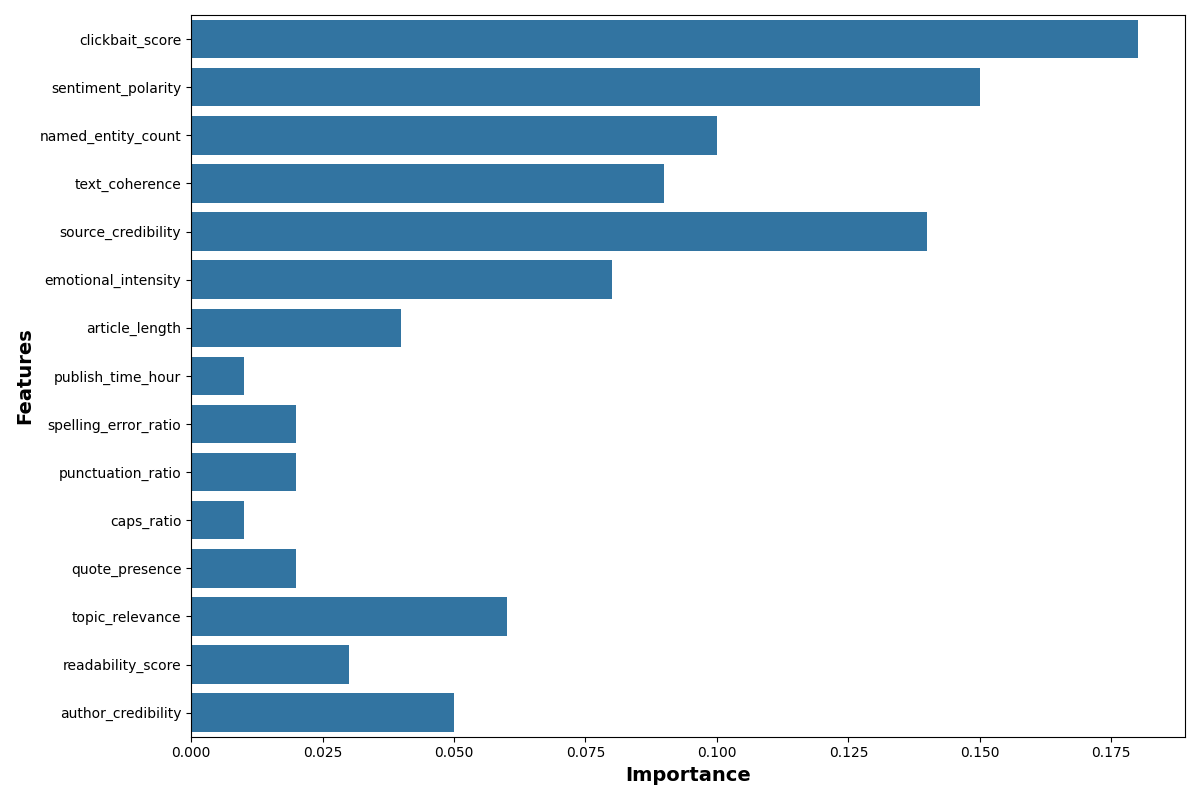 clickbait_score
sentiment_polarity
named_entity_count
text_coherence
source_credibility
emotional_intensity
article_length
publish_time_hour
spelling_error_ratio
punctuation_ratio
caps_ratio
quote_presence
topic_relevance
readability_score
author_credibility
Features
0.000 0.025 0.050 0.075 0.100 0.125 0.150 0.175
Importance